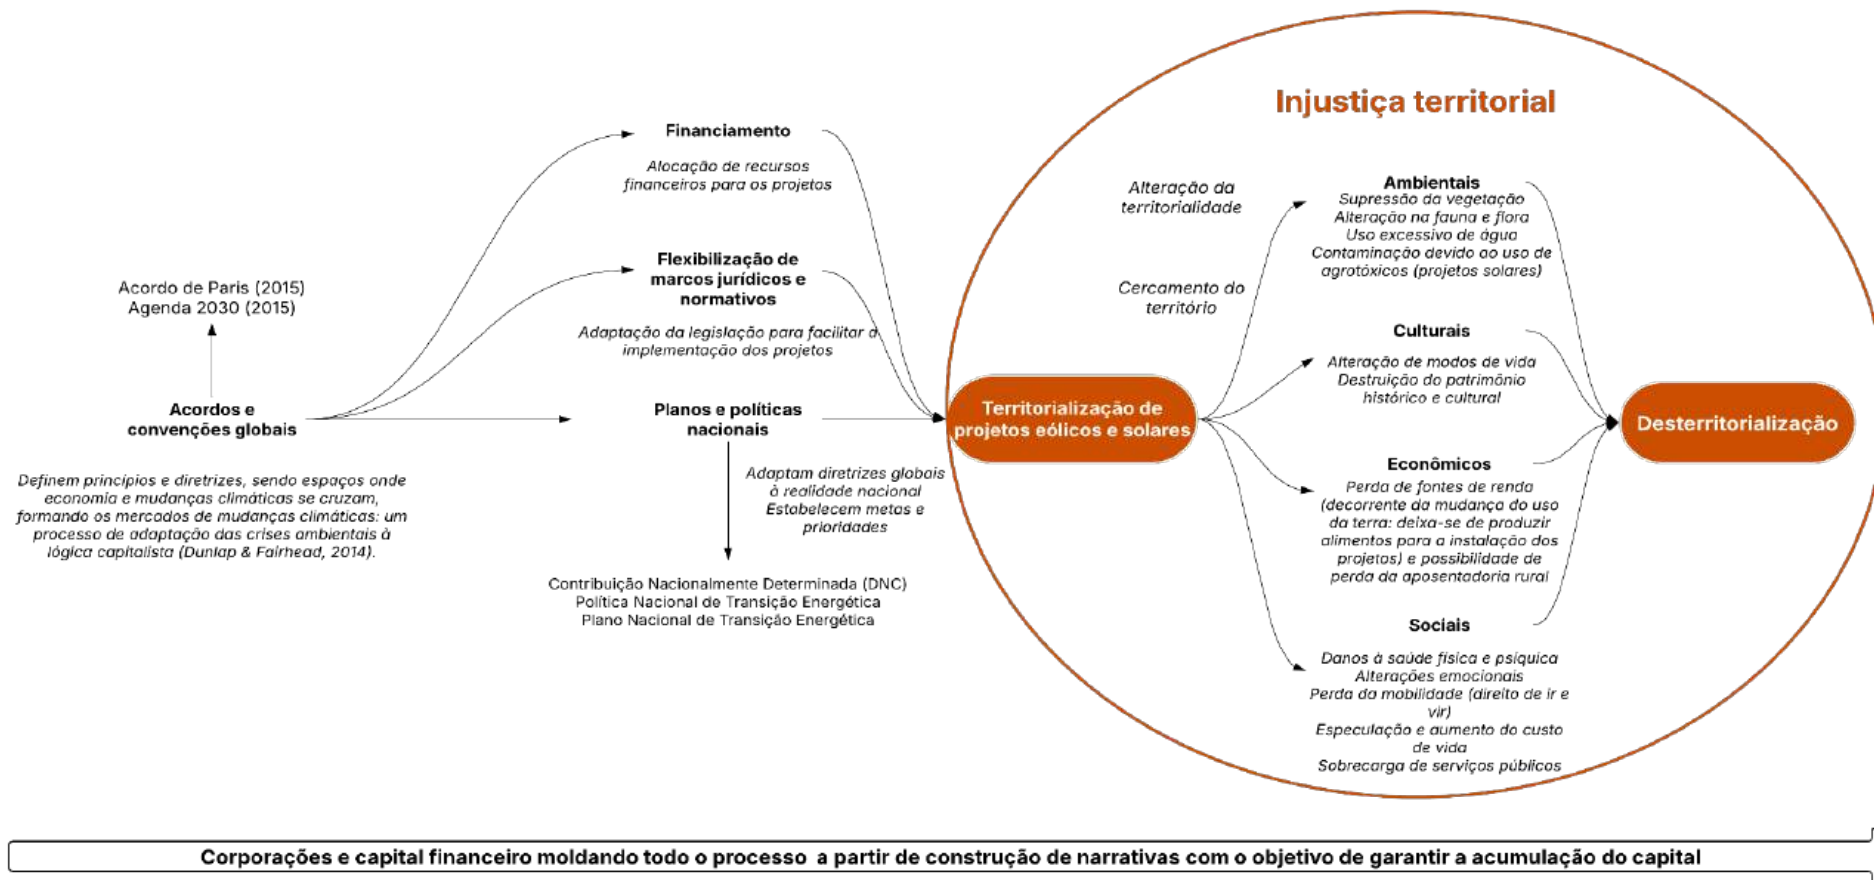 Acordo de Paris (2015)
Agenda 2030 (2015)
Acordos e
convenções globais
Definem princípios e diretrizes, sendo espaços onde
economia e mudanças climáticas se cruzam,
formando os mercados de mudanças climáticas: um
processo de adaptação das crises ambientais à
lógica capitalista (Dunlap & Fairhead, 2014).
Financiamento
Alocação de recursos
financeiros para os projetos
Flexibilização de
marcos jurídicos e
normativos
Adaptação da legislação para facilitar a
implementação dos projetos
Planos e políticas
nacionais
Adaptam diretrizes globais
à realidade nacional
Estabelecem metas e
prioridades
Contribuição Nacionalmente Determinada (DNC)
Política Nacional de Transição Energética
Plano Nacional de Transição Energética
Injustiça territorial
Territorialização de
projetos eólicos e solares
Alteração da
territorialidade
Cercamento do
território
Ambientais
Supressão da vegetação
Alteração na fauna e flora
Uso excessivo de água
Contaminação devido ao uso de
agrotóxicos (projetos solares)
Culturais
Alteração de modos de vida
Destruição do patrimônio
histórico e cultural
Econômicos
Perda de fontes de renda
(decorrente da mudança do uso
da terra: deixa-se de produzir
alimentos para a instalação dos
projetos) e possibilidade de
perda da aposentadoria rural
Sociais
Danos à saúde física e psíquica
Alterações emocionais
Perda da mobilidade (direito de ir e
vir)
Especulação e aumento do custo
de vida
Sobrecarga de serviços públicos
Desterritorialização
Corporações e capital financeiro moldando todo o processo a partir de construção de narrativas com o objetivo de garantir a acumulação do capital